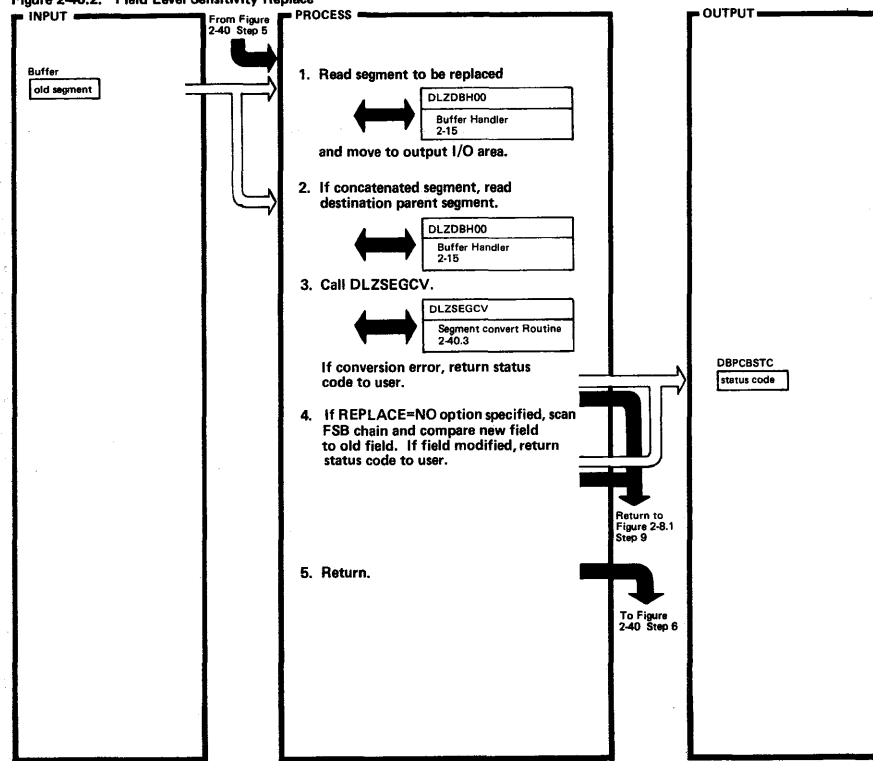 Figure 2-40.2. Field Level Sensitivity Replace
INPUT
From Figure
2-40 Step 5
PROCESS
OUTPUT
Buffer
old segment
1. Read segment to be replaced
DLZDBH00
Buffer Handler
2-15
and move to output I/O area.
2. If concatenated segment, read
destination parent segment.
DLZDBH00
Buffer Handler
2-15
3. Call DLZSEGCV.
DLZSEGCV
Segment convert Routine
2-40.3
If conversion error, return status
code to user.
DBPCBSTC
status code
4. If REPLACE=NO option specified, scan
FSB chain and compare new field
to old field. If field modified, return
status code to user.
Return to
Figure 2-8.1
Step 9
5. Return.
To Figure
2-40 Step 6